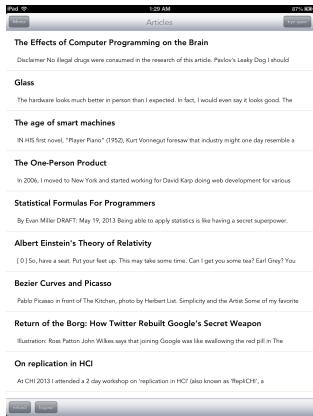 iPad 1:29 AM 87%
Menu Articles
The Effects of Computer Programming on the Brain
Disclaimer No illegal drugs were consumed in the research of this article. Pavlov's Leaky Dog I should
Glass
The hardware looks much better in person than I expected. In fact, I would even say it looks good. The
The age of smart machines
IN HIS first novel, "Player Piano" (1952), Kurt Vonnegut foresaw that industry might one day resemble a
The One-Person Product
In 2006, I moved to New York and started working for David Karp doing web development for various
Statistical Formulas For Programmers
By Evan Miller DRAFT: May 19, 2013 Being able to apply statistics is like having a secret superpower.
Albert Einstein's Theory of Relativity
[ 0 ] So, have a seat. Put your feet up. This may take some time. Can I get you some tea? Earl Grey? You
Bezier Curves and Picasso
Pablo Picasso in front of The Kitchen, photo by Herbert List. Simplicity and the Artist Some of my favorite
Return of the Borg: How Twitter Rebuilt Google's Secret Weapon
Illustration: Ross Patton John Wilkes says that joining Google was like swallowing the red pill in The
On replication in HCI
At CHI 2013 I attended a 2 day workshop on 'replication in HCI' (also known as 'RepliCHI', a